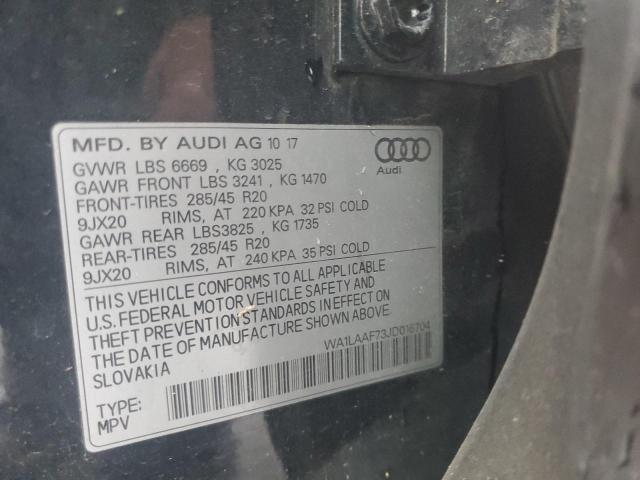 MFD. BY AUDI AG 10 17
GVWR LBS 6669 , KG 3025
GAWR FRONT LBS 3241 , KG 1470
FRONT-TIRES 285/45 R20
9JX20 RIMS, AT 220 KPA 32 PSI COLD
GAWR REAR LBS3825 , KG 1735
REAR-TIRES 285/45 R20
9JX20 RIMS, AT 240 KPA 35 PSI COLD
Audi
THIS VEHICLE CONFORMS TO ALL APPLICABLE
U.S. FEDERAL MOTOR VEHICLE SAFETY AND
THEFT PREVENTION STANDARDS IN EFFECT ON
THE DATE OF MANUFACTURE SHOWN ABOVE.
SLOVAKIA
WA1LAAF73JD016704
TYPE:
MPV